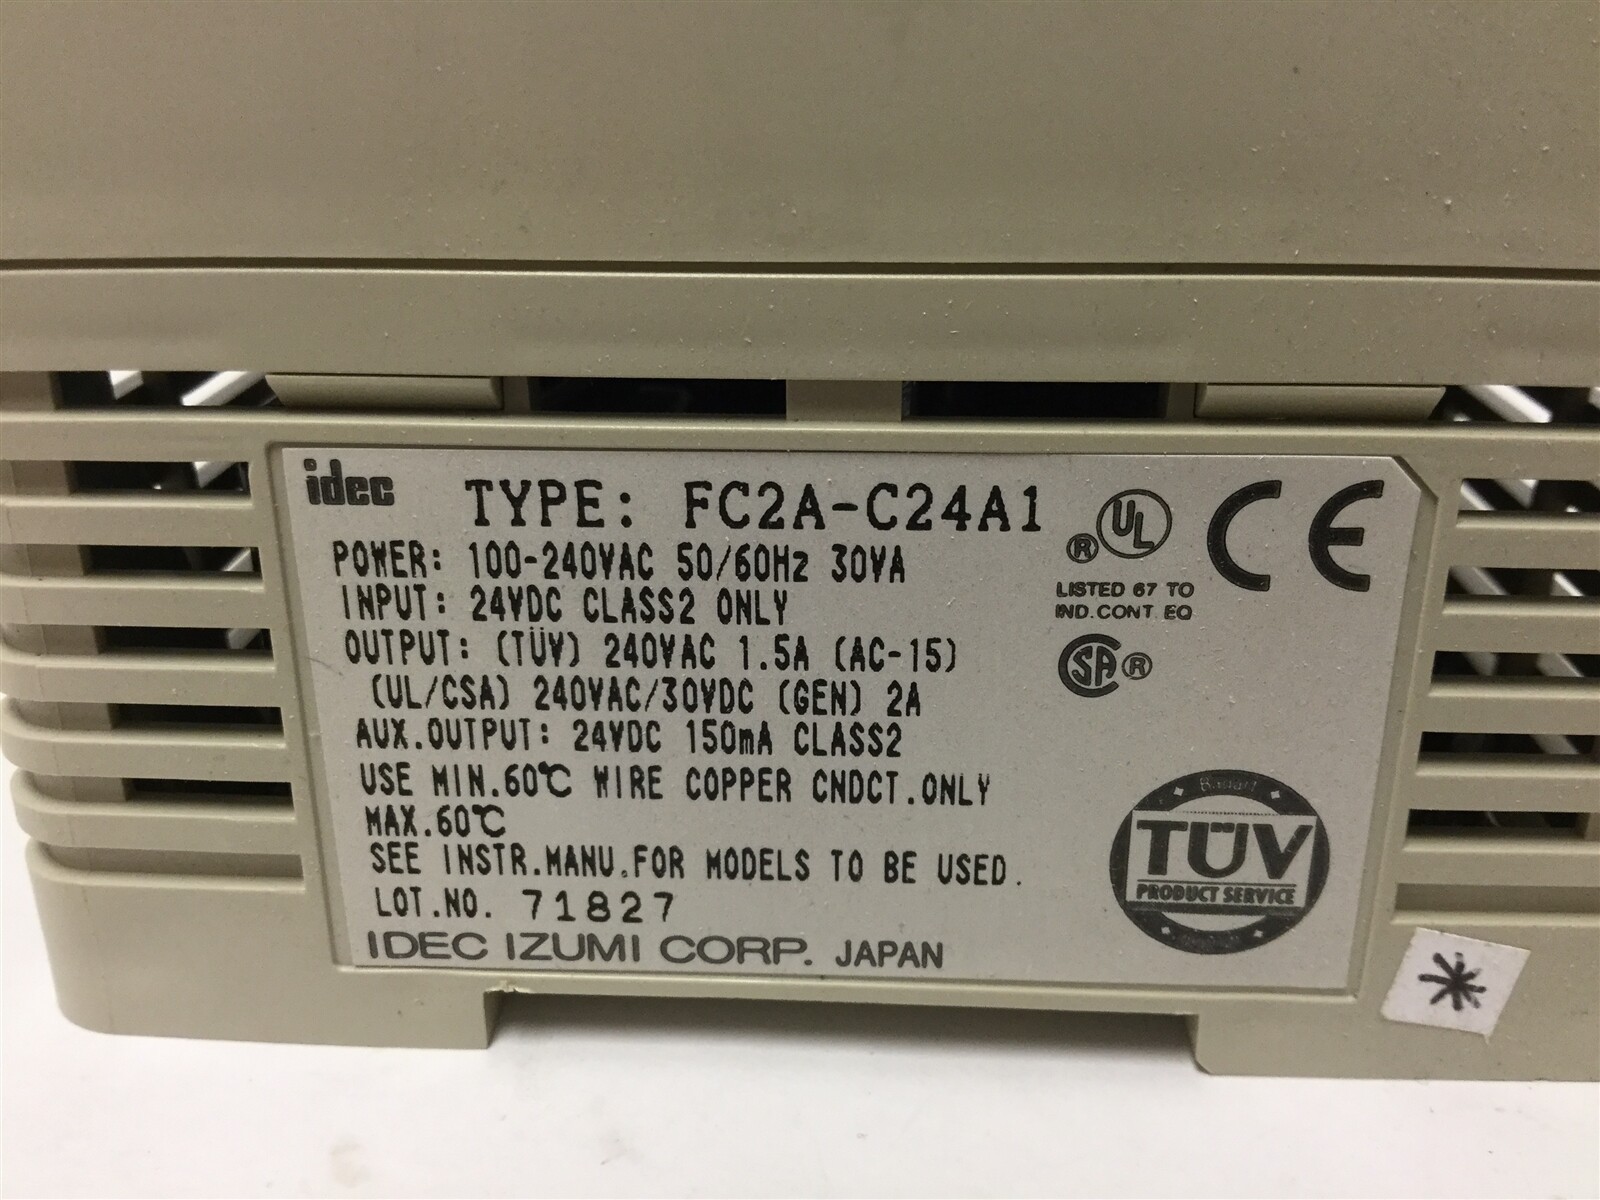 idec
TYPE: FC2A-C24A1
POWER: 100-240VAC 50/60Hz 30VA
INPUT: 24VDC CLASS2 ONLY
OUTPUT: (TÜV) 240VAC 1.5A (AC-15)
(UL/CSA) 240VAC/30VDC (GEN) 2A
AUX.OUTPUT: 24VDC 150mA CLASS2
USE MIN.60℃ WIRE COPPER CNDCT.ONLY
MAX.60℃
SEE INSTR.MANU.FOR MODELS TO BE USED.
LOT.NO. 71827
IDEC IZUMI CORP. JAPAN
® UL
LISTED 67 TO
IND.CONT. EQ
CE
SA ®
TÜV
PRODUCT SERVICE
*